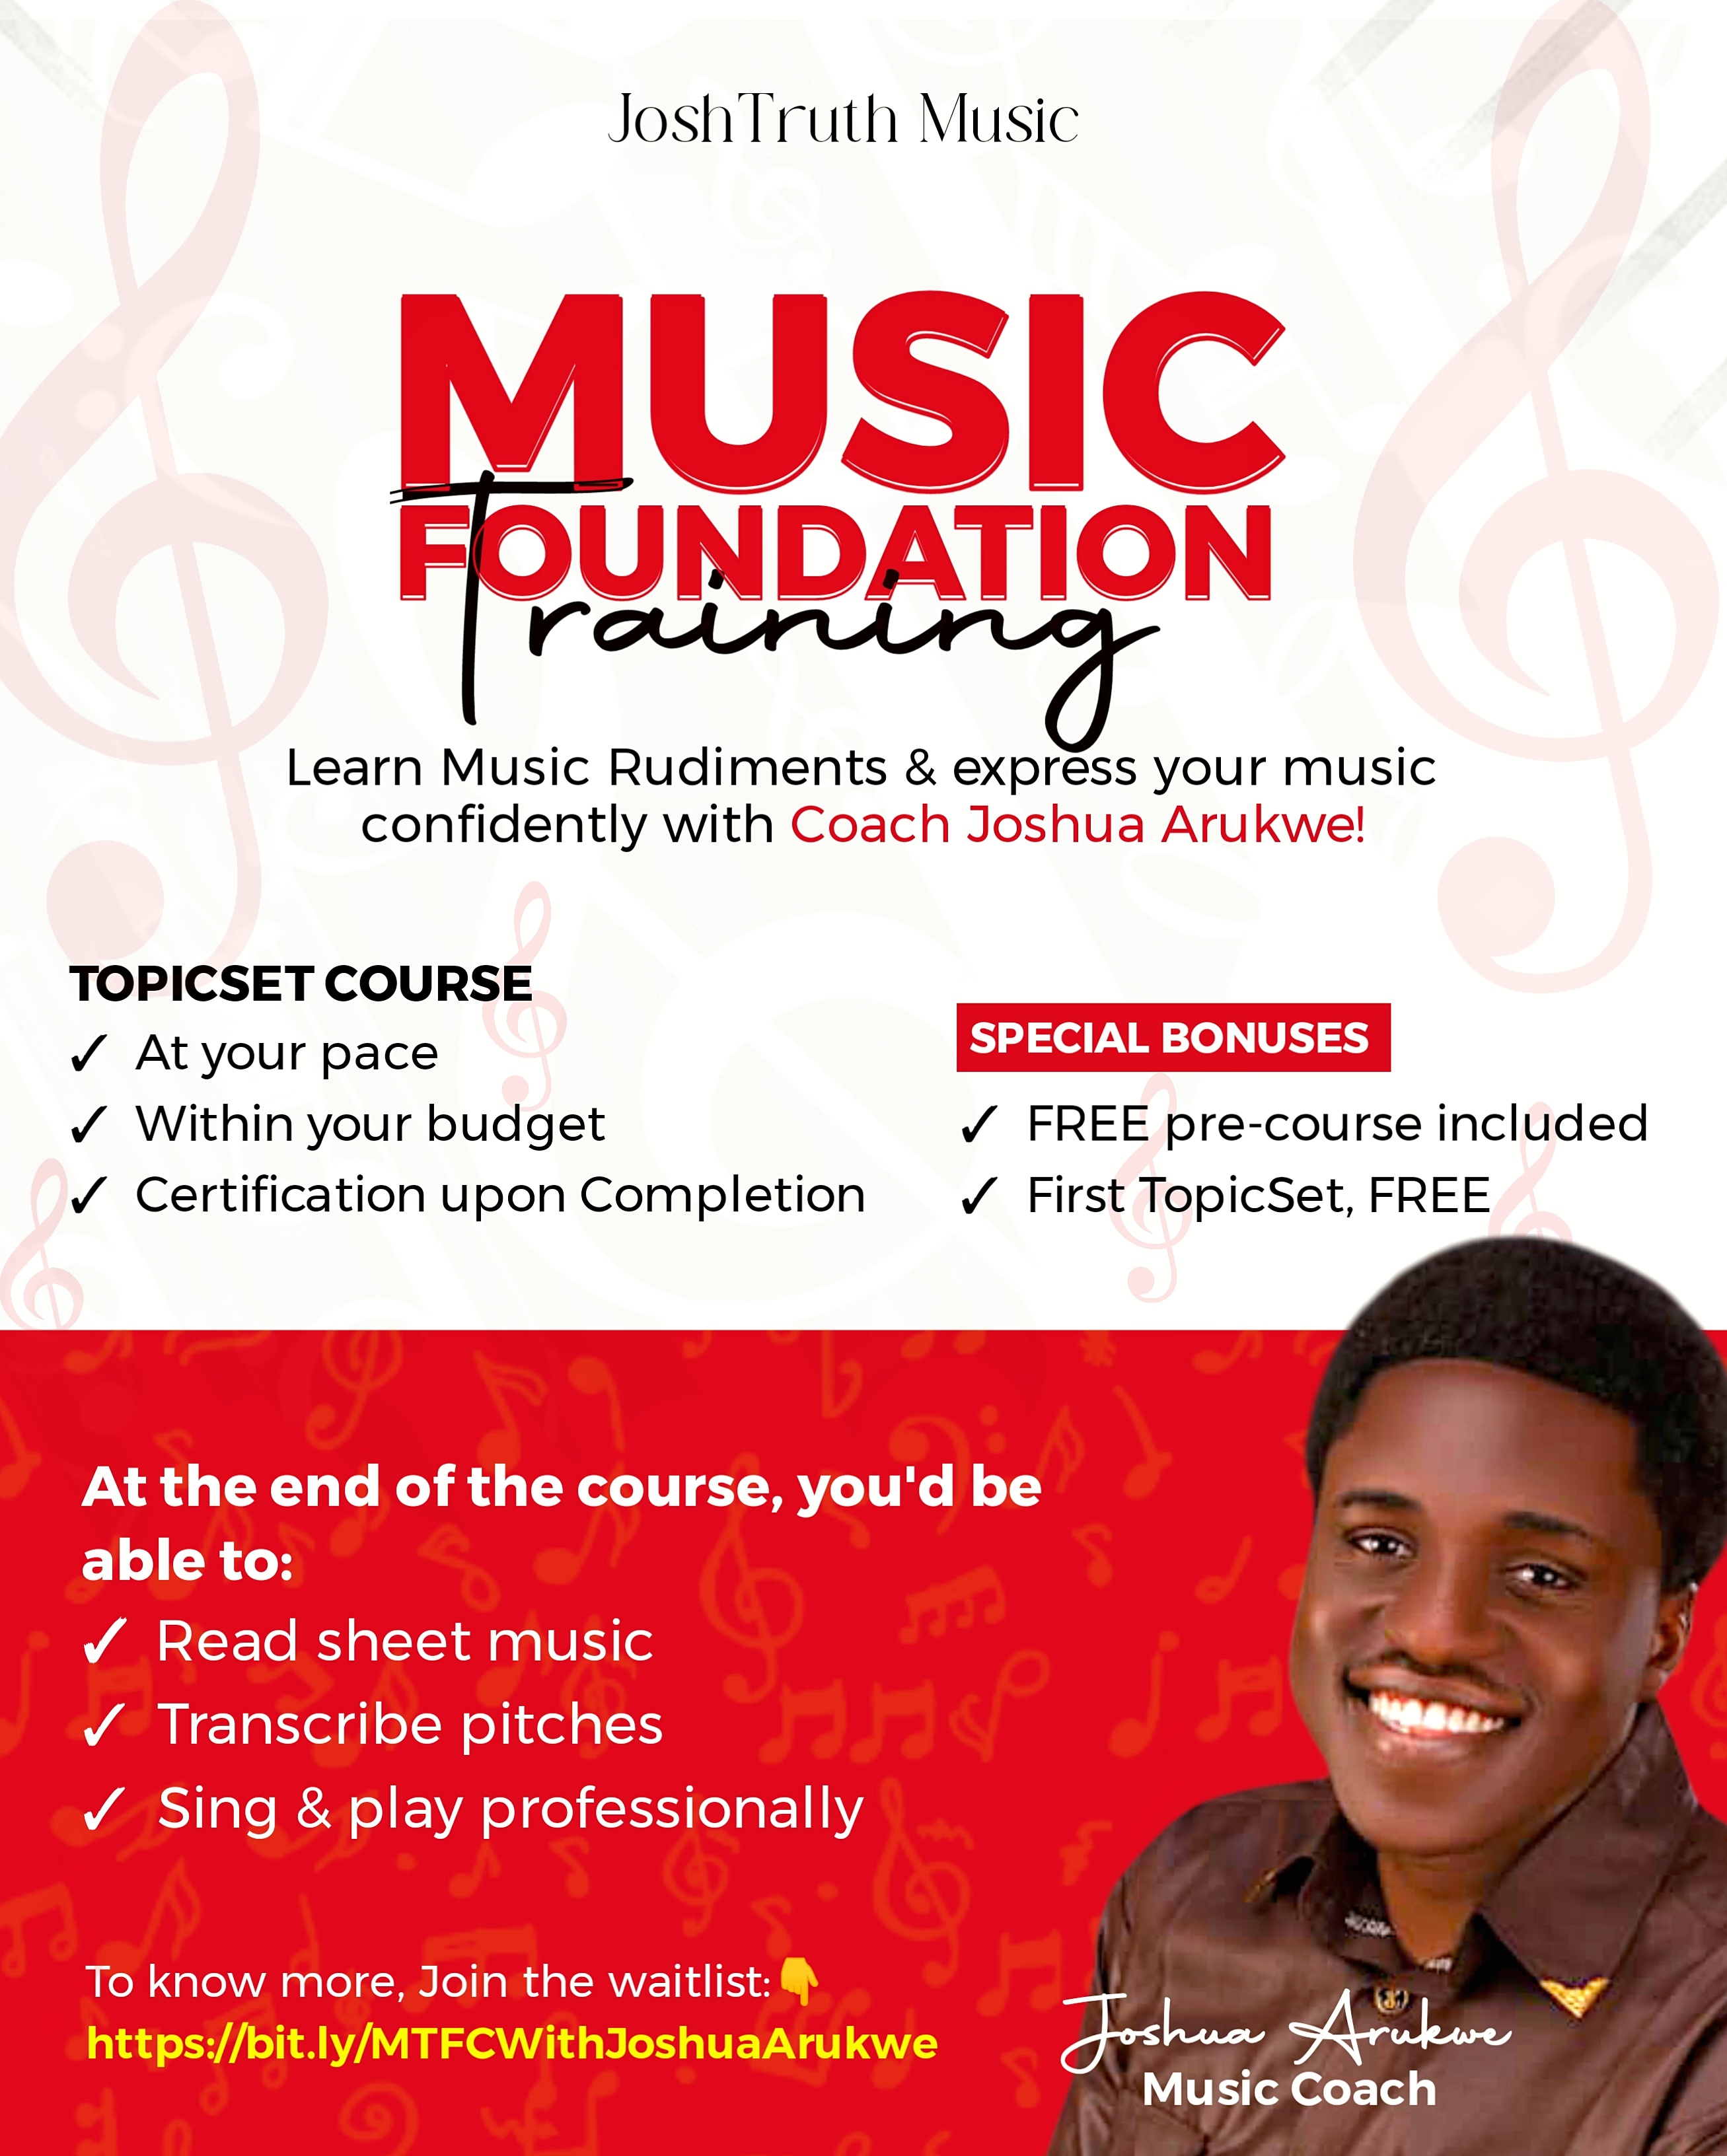 JoshTruth Music
MUSIC
FOUNDATION
Training
Learn Music Rudiments & express your music
confidently with Coach Joshua Arukwe!
TOPICSET COURSE
✓ At your pace
✓ Within your budget
✓ Certification upon Completion
SPECIAL BONUSES
✓ FREE pre-course included
✓ First TopicSet, FREE
At the end of the course, you'd be
able to:
✓ Read sheet music
✓ Transcribe pitches
✓ Sing & play professionally
To know more, Join the waitlist:👇
https://bit.ly/MTFCWithJoshuaArukwe
Joshua Arukwe
Music Coach